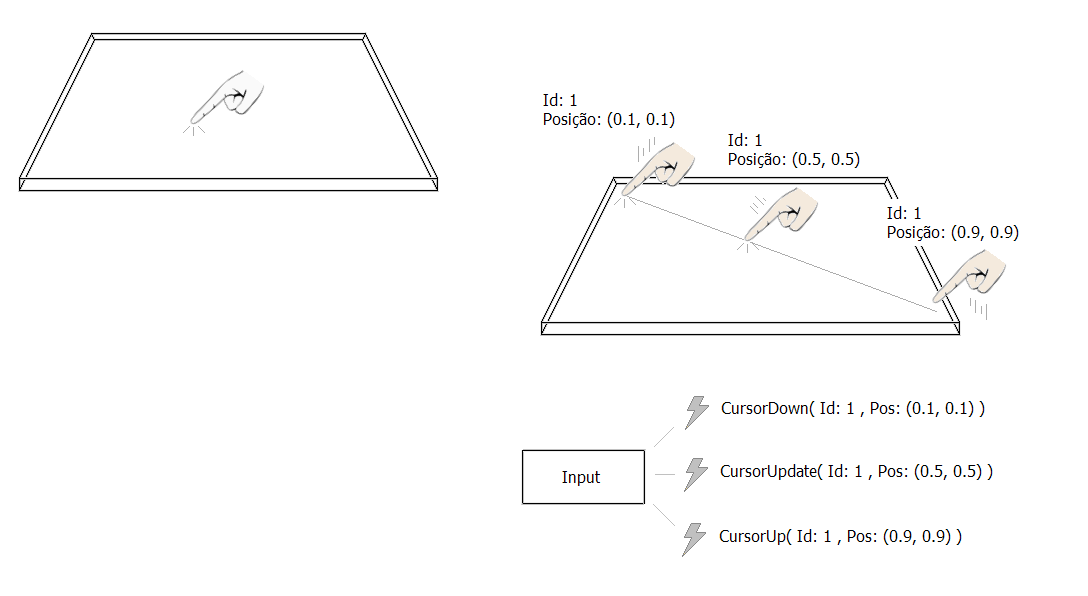 Id: 1
Posição: (0.1, 0.1)
Id: 1
Posição: (0.5, 0.5)
Id: 1
Posição: (0.9, 0.9)
CursorDown( Id: 1 , Pos: (0.1, 0.1) )
Input
CursorUpdate( Id: 1 , Pos: (0.5, 0.5) )
CursorUp( Id: 1 , Pos: (0.9, 0.9) )